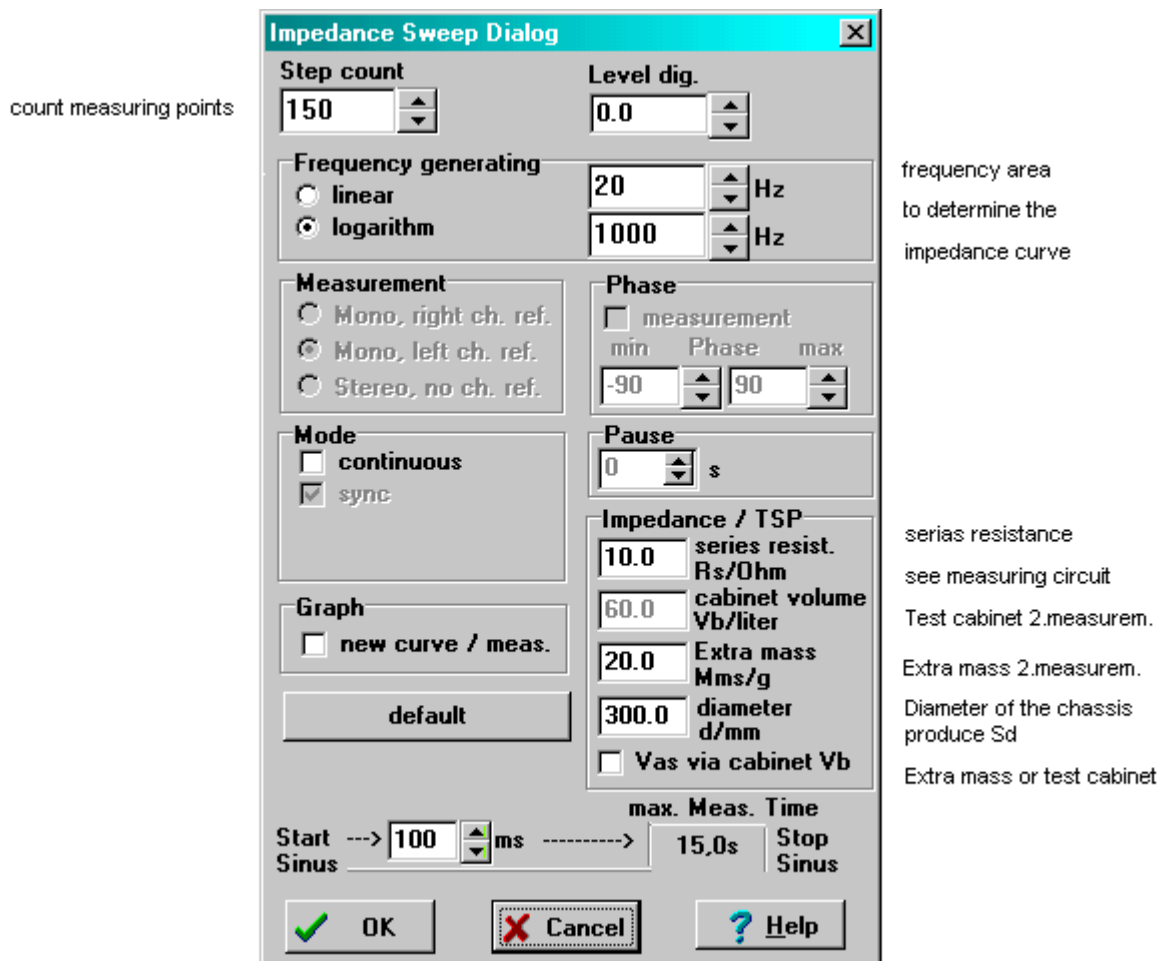 Impedance Sweep Dialog
Step count
Level dig.
count measuring points
150
0.0
Frequency generating
linear
logarithm
20 Hz
1000 Hz
frequency area
to determine the
impedance curve
Measurement
Mono, right ch. ref.
Mono, left ch. ref.
Stereo, no ch. ref.
Phase
measurement
min Phase max
-90 90
Mode
continuous
sync
Pause
0 s
Graph
new curve / meas.
default
Impedance / TSP
10.0 series resist.
Rs/Ohm
60.0 cabinet volume
Vb/liter
20.0 Extra mass
Mms/g
300.0 diameter
d/mm
Vas via cabinet Vb
serias resistance
see measuring circuit
Test cabinet 2.measurem.
Extra mass 2.measurem.
Diameter of the chassis
produce Sd
Extra mass or test cabinet
max. Meas. Time
Start ---> 100 ms ----------> 15,0s Stop
Sinus Sinus
OK
Cancel
Help